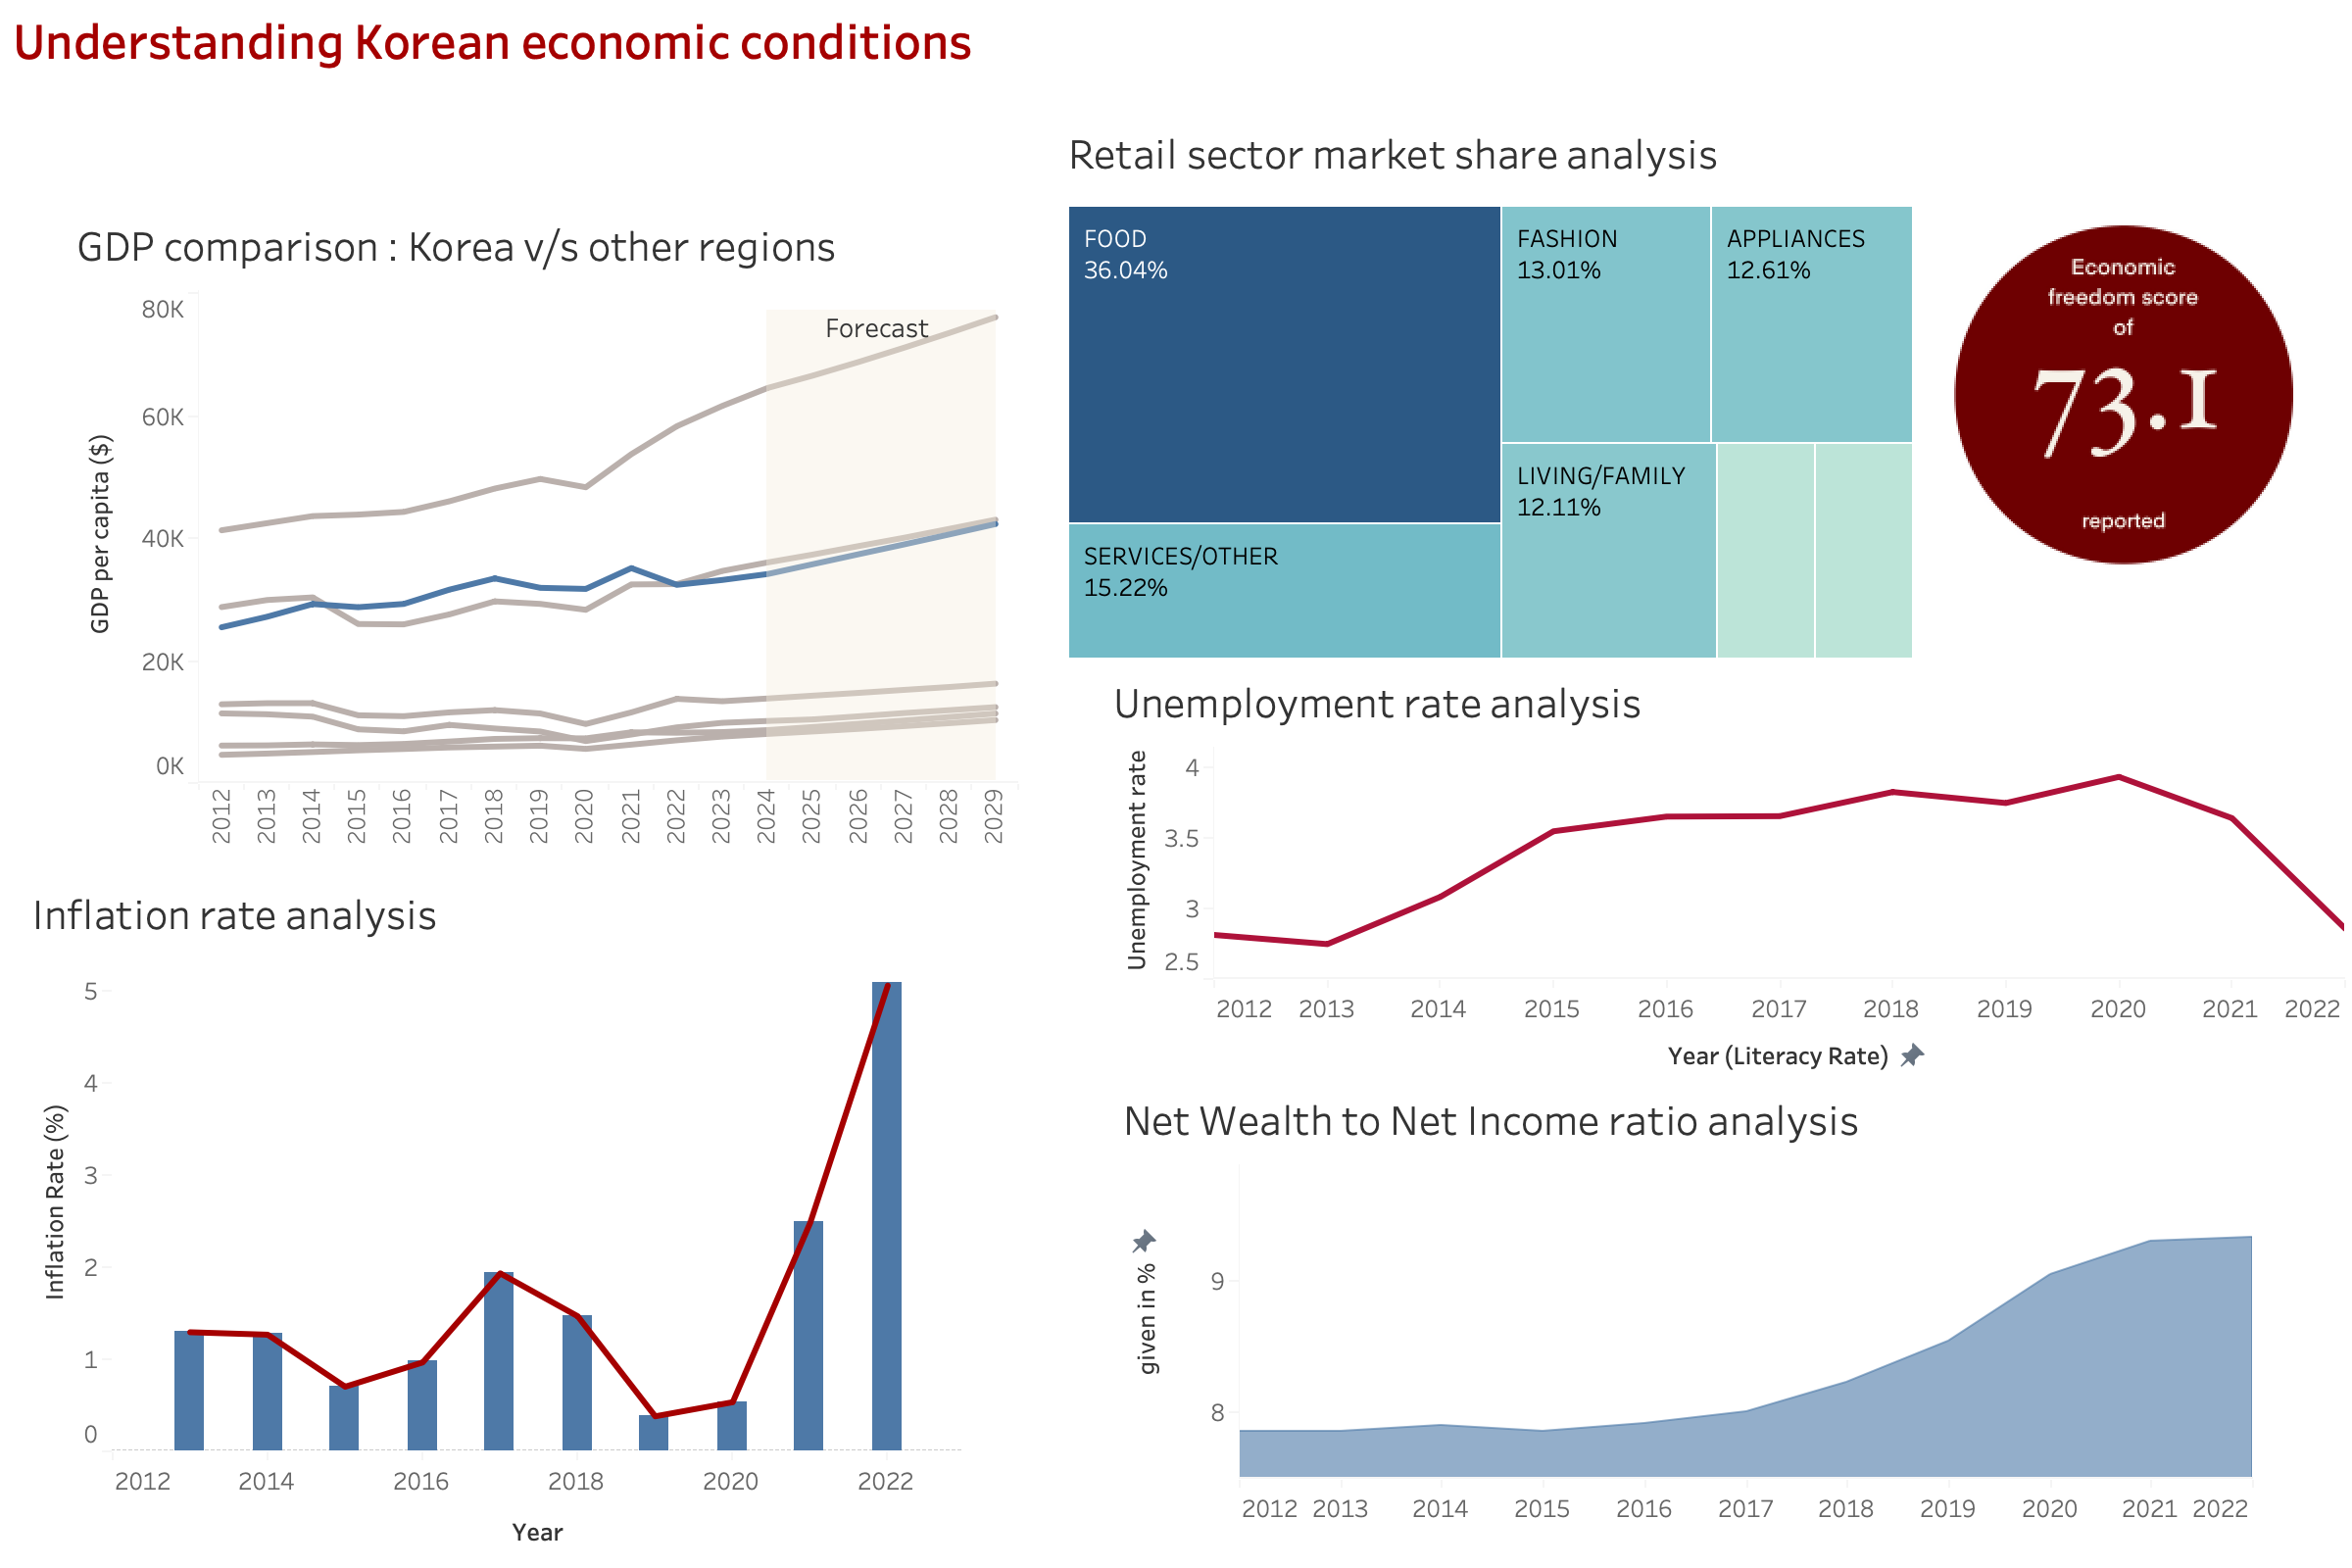 Understanding Korean economic conditions
GDP comparison : Korea v/s other regions
80K
60K
40K
20K
0K
GDP per capita ($)
Forecast
2012
2013
2014
2015
2016
2017
2018
2019
2020
2021
2022
2023
2024
2025
2026
2027
2028
2029
Retail sector market share analysis
FOOD
36.04%
SERVICES/OTHER
15.22%
FASHION
13.01%
APPLIANCES
12.61%
LIVING/FAMILY
12.11%
Economic
freedom score
of
73.1
reported
Unemployment rate analysis
Unemployment rate
4
3.5
3
2.5
2012
2013
2014
2015
2016
2017
2018
2019
2020
2021
2022
Year (Literacy Rate)
Inflation rate analysis
Inflation Rate (%)
5
4
3
2
1
0
2012
2014
2016
2018
2020
2022
Year
Net Wealth to Net Income ratio analysis
given in %
9
8
2012
2013
2014
2015
2016
2017
2018
2019
2020
2021
2022